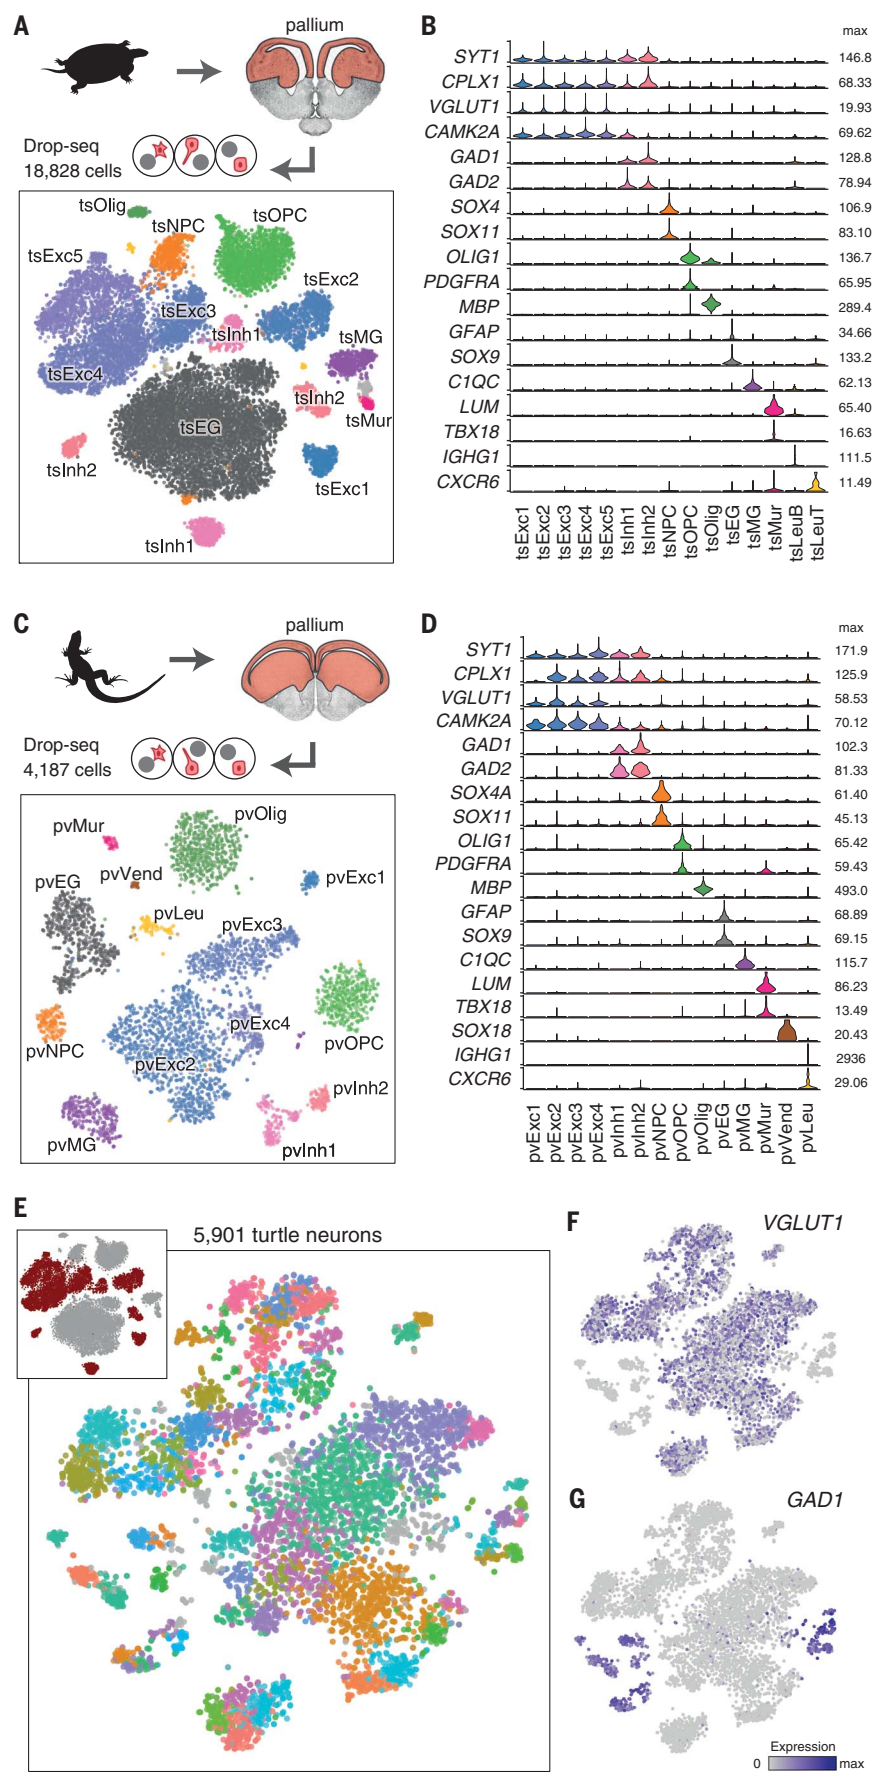 A
pallium
Drop-seq
18,828 cells
tsOlig
tsNPC
tsOPC
tsExc5
tsExc2
tsExc3
tsInh1
tsMG
tsExc4
tsInh2
tsMur
tsEG
tsInh2
tsExc1
tsInh1
B
max
SYT1 146.8
CPLX1 68.33
VGLUT1 19.93
CAMK2A 69.62
GAD1 128.8
GAD2 78.94
SOX4 106.9
SOX11 83.10
OLIG1 136.7
PDGFRA 65.95
MBP 289.4
GFAP 34.66
SOX9 133.2
C1QC 62.13
LUM 65.40
TBX18 16.63
IGHG1 111.5
CXCR6 11.49
tsExc1
tsExc2
tsExc3
tsExc4
tsExc5
tsInh1
tsInh2
tsNPC
tsOPC
tsOlig
tsEG
tsMG
tsMur
tsLeuB
tsLeuT
C
pallium
Drop-seq
4,187 cells
pvMur
pvOlig
pvVend
pvExc1
pvEG
pvLeu
pvExc3
pvExc4
pvNPC
pvOPC
pvExc2
pvInh2
pvMG
pvInh1
D
max
SYT1 171.9
CPLX1 125.9
VGLUT1 58.53
CAMK2A 70.12
GAD1 102.3
GAD2 81.33
SOX4A 61.40
SOX11 45.13
OLIG1 65.42
PDGFRA 59.43
MBP 493.0
GFAP 68.89
SOX9 69.15
C1QC 115.7
LUM 86.23
TBX18 13.49
SOX18 20.43
IGHG1 2936
CXCR6 29.06
pvExc1
pvExc2
pvExc3
pvExc4
pvInh1
pvInh2
pvNPC
pvOPC
pvOlig
pvEG
pvMG
pvMur
pvVend
pvLeu
E
5,901 turtle neurons
F
VGLUT1
G
GAD1
Expression
0 max